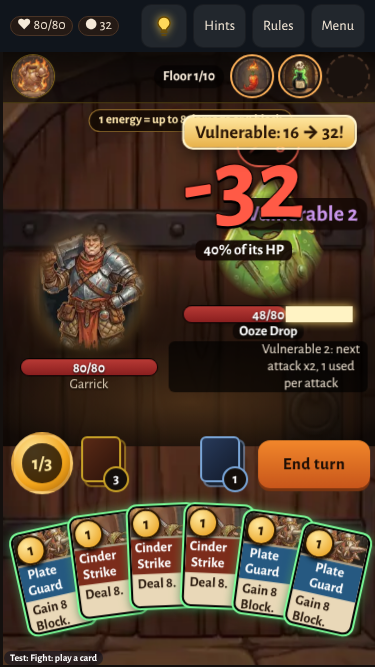 80/80
32
Hints
Rules
Menu
Floor 1/10
1 energy = up to 8
Vulnerable: 16 → 32!
-32
Vulnerable 2
40% of its HP
48/80
Ooze Drop
Vulnerable 2: next
attack x2, 1 used
per attack
80/80
Garrick
1/3
3
1
End turn
1
Plate
Guard
Gain 8
Block.
1
Cinder
Strike
Deal 8.
1
Cinder
Strike
Deal 8.
1
Cinder
Strike
Deal 8.
1
Plate
Guard
Gain 8
Block.
1
Plate
Guard
Gain 8
Block.
Test: Fight: play a card